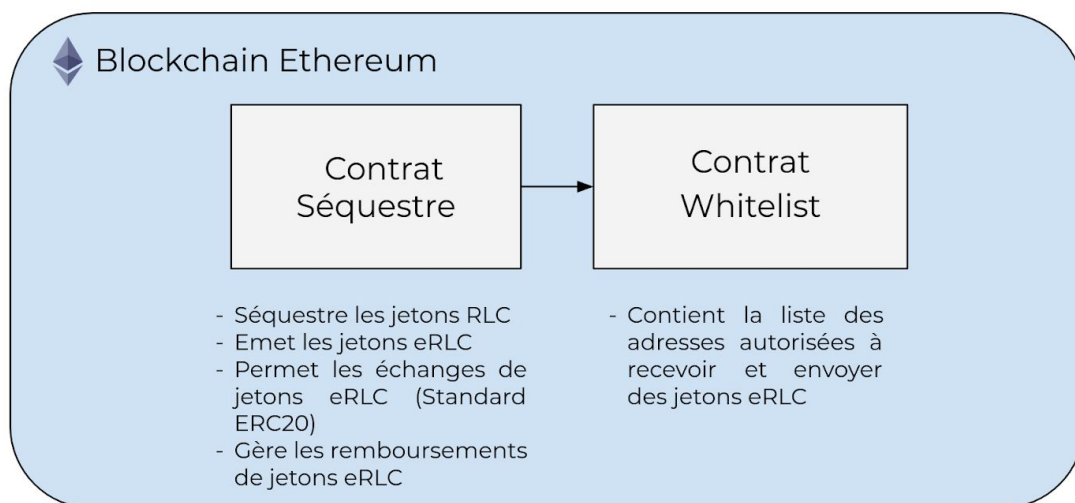 Blockchain Ethereum
Contrat
Séquestre
Contrat
Whitelist
- Séquestre les jetons RLC
- Emet les jetons eRLC
- Permet les échanges de
jetons eRLC (Standard
ERC20)
- Gère les remboursements
de jetons eRLC
- Contient la liste des
adresses autorisées à
recevoir et envoyer
des jetons eRLC